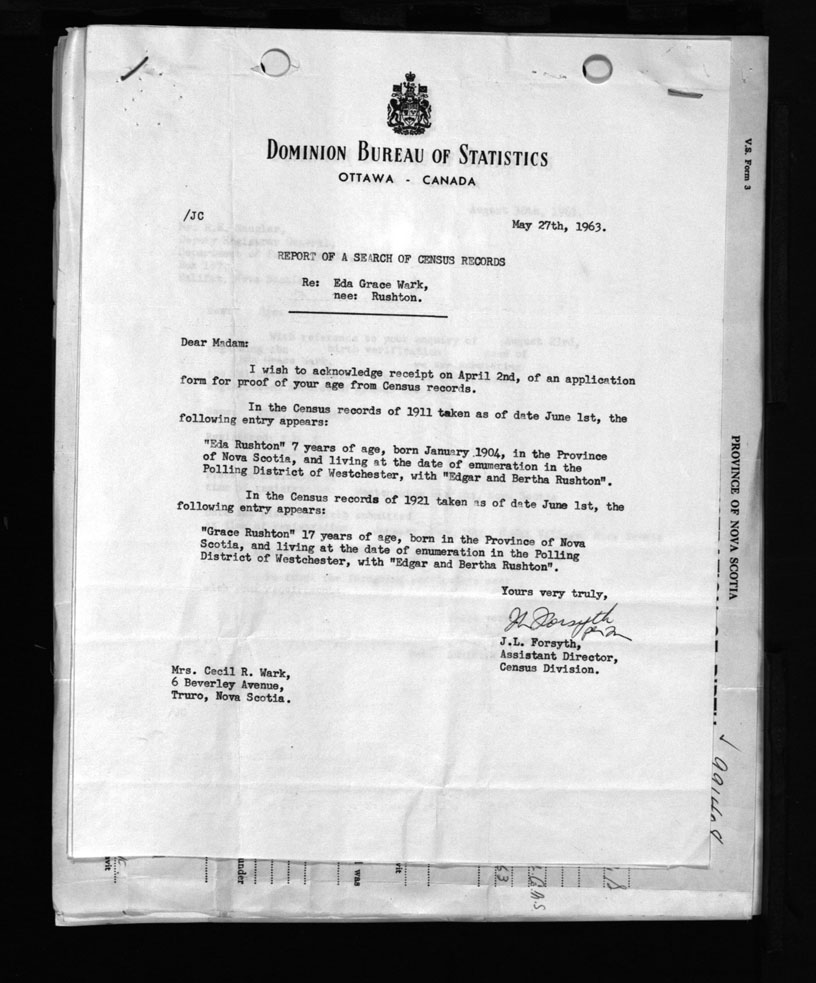 DOMINION BUREAU OF STATISTICS
OTTAWA - CANADA
/JC
May 27th, 1963.
REPORT OF A SEARCH OF CENSUS RECORDS
Re: Eda Grace Wark,
nee: Rushton.
Dear Madam:
I wish to acknowledge receipt on April 2nd, of an application
form for proof of your age from Census records.
In the Census records of 1911 taken as of date June 1st, the
following entry appears:
"Eda Rushton" 7 years of age, born January 1904, in the Province
of Nova Scotia, and living at the date of enumeration in the
Polling District of Westchester, with "Edgar and Bertha Rushton".
In the Census records of 1921 taken as of date June 1st, the
following entry appears:
"Grace Rushton" 17 years of age, born in the Province of Nova
Scotia, and living at the date of enumeration in the Polling
District of Westchester, with "Edgar and Bertha Rushton".
Yours very truly,
J.L. Forsyth,
Assistant Director,
Census Division.
Mrs. Cecil R. Wark,
6 Beverley Avenue,
Truro, Nova Scotia.
V.S. Form 3
PROVINCE OF NOVA SCOTIA
under
I was
63